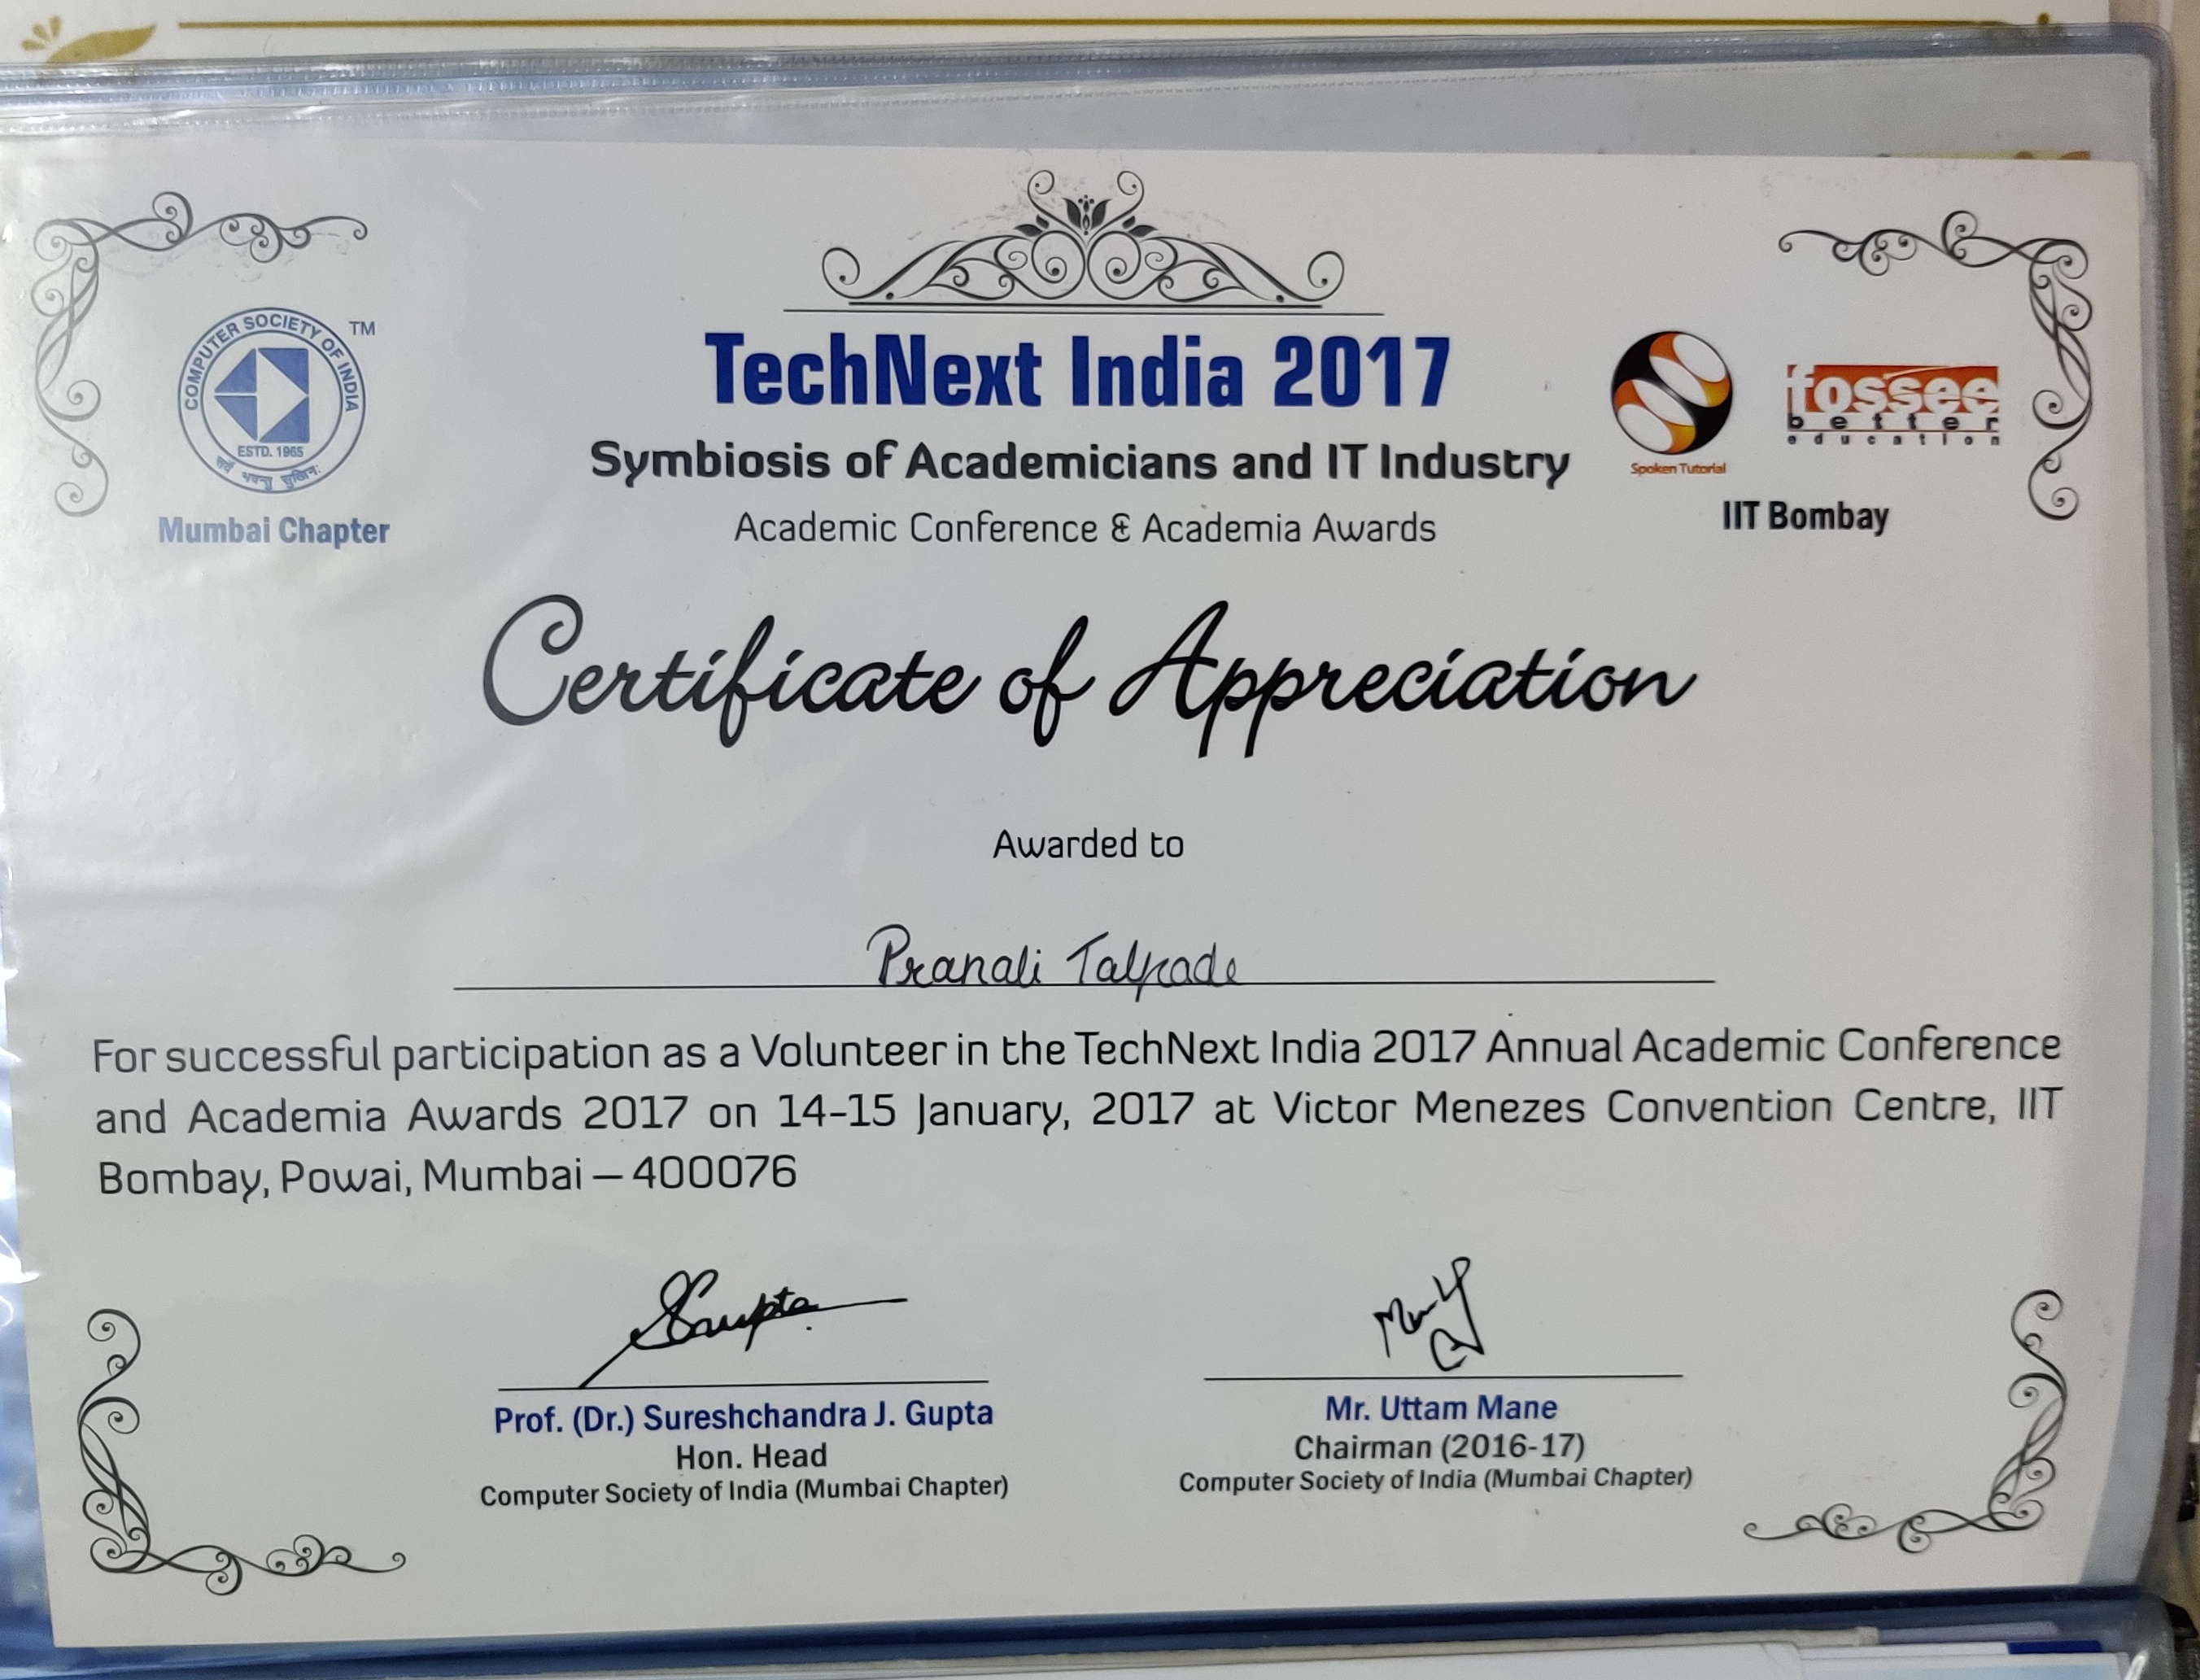 COMPUTER SOCIETY OF INDIA
TM
ESTD. 1965
सर्वे भवन्तु सुखिनः
Mumbai Chapter
TechNext India 2017
Symbiosis of Academicians and IT Industry
Academic Conference & Academia Awards
Spoken Tutorial
fossee
better
education
IIT Bombay
Certificate of Appreciation
Awarded to
Pranali Talpade
For successful participation as a Volunteer in the TechNext India 2017 Annual Academic Conference
and Academia Awards 2017 on 14-15 January, 2017 at Victor Menezes Convention Centre, IIT
Bombay, Powai, Mumbai – 400076
SGupta
Prof. (Dr.) Sureshchandra J. Gupta
Hon. Head
Computer Society of India (Mumbai Chapter)
Mr. Uttam Mane
Chairman (2016-17)
Computer Society of India (Mumbai Chapter)